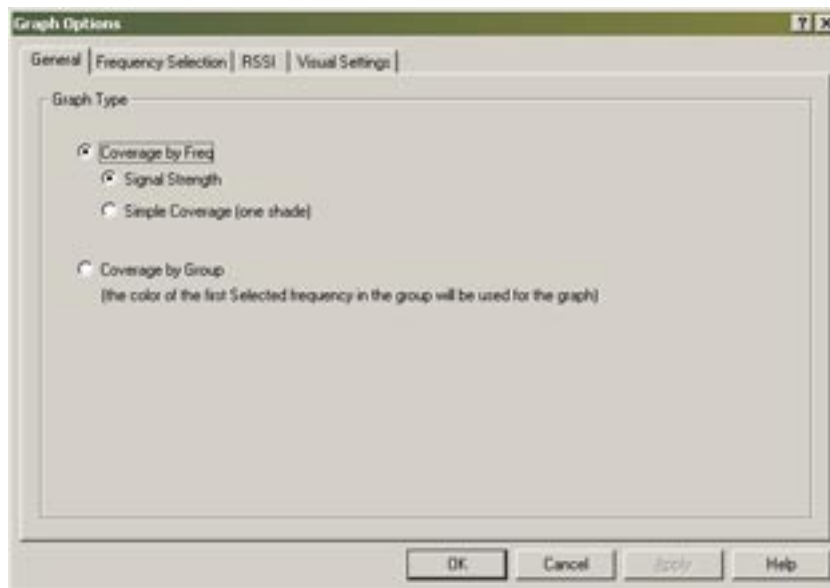 Graph Options
General
Frequency Selection
RSSI
Visual Settings
Graph Type
Coverage by Freq
Signal Strength
Simple Coverage (one shade)
Coverage by Group
(the color of the first Selected frequency in the group will be used for the graph)
OK
Cancel
Apply
Help